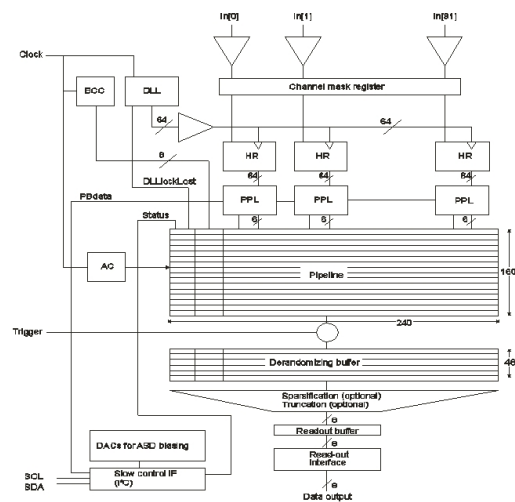 In[0]
In[1]
In[31]
Clock
BCC
DLL
Channel mask register
64
64
8
HR
HR
HR
DLLlockLost
64
64
64
PBdata
PPL
PPL
PPL
Status
6
6
6
AC
Pipeline
160
240
Trigger
Derandomizing buffer
48
Sparsification (optional)
Truncation (optional)
8
Readout buffer
8
DACs for ASD biasing
Read-out
Interface
SCL
SDA
Slow control IF
(I²C)
8
Data output